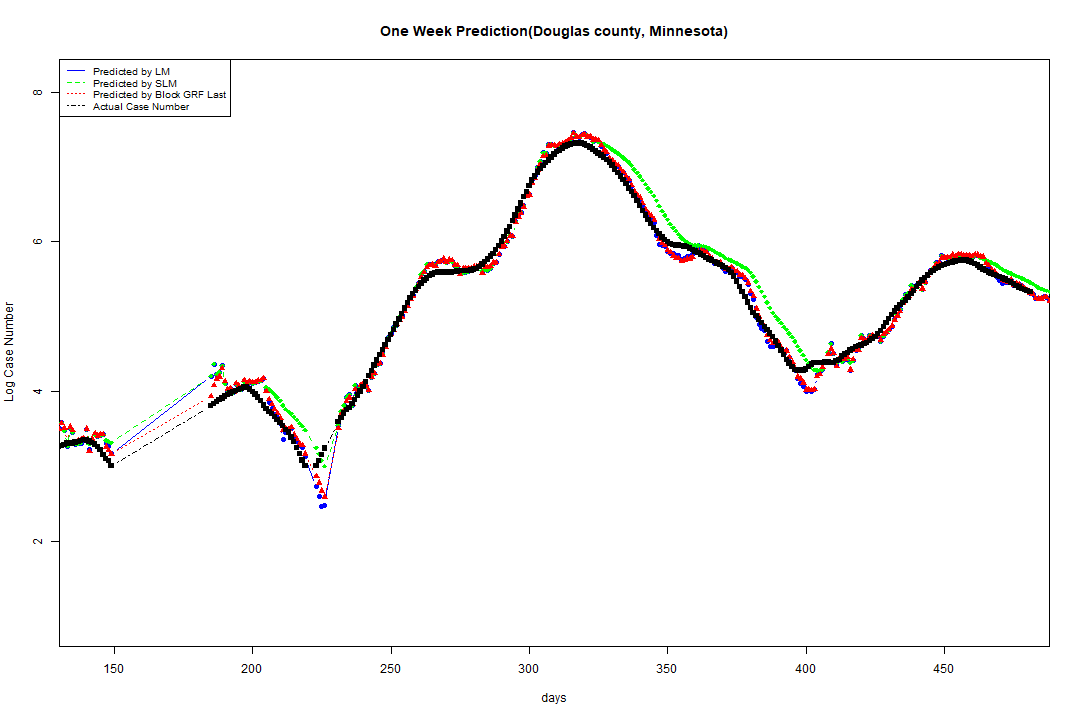 One Week Prediction(Douglas county, Minnesota)
Predicted by LM
Predicted by SLM
Predicted by Block GRF Last
Actual Case Number
8
6
4
2
Log Case Number
150 200 250 300 350 400 450
days